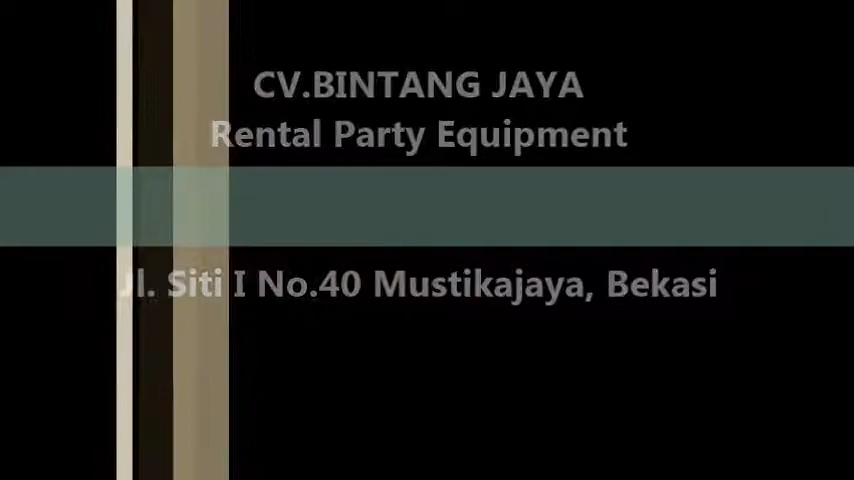 CV.BINTANG JAYA
Rental Party Equipment
Jl. Siti I No.40 Mustikajaya, Bekasi